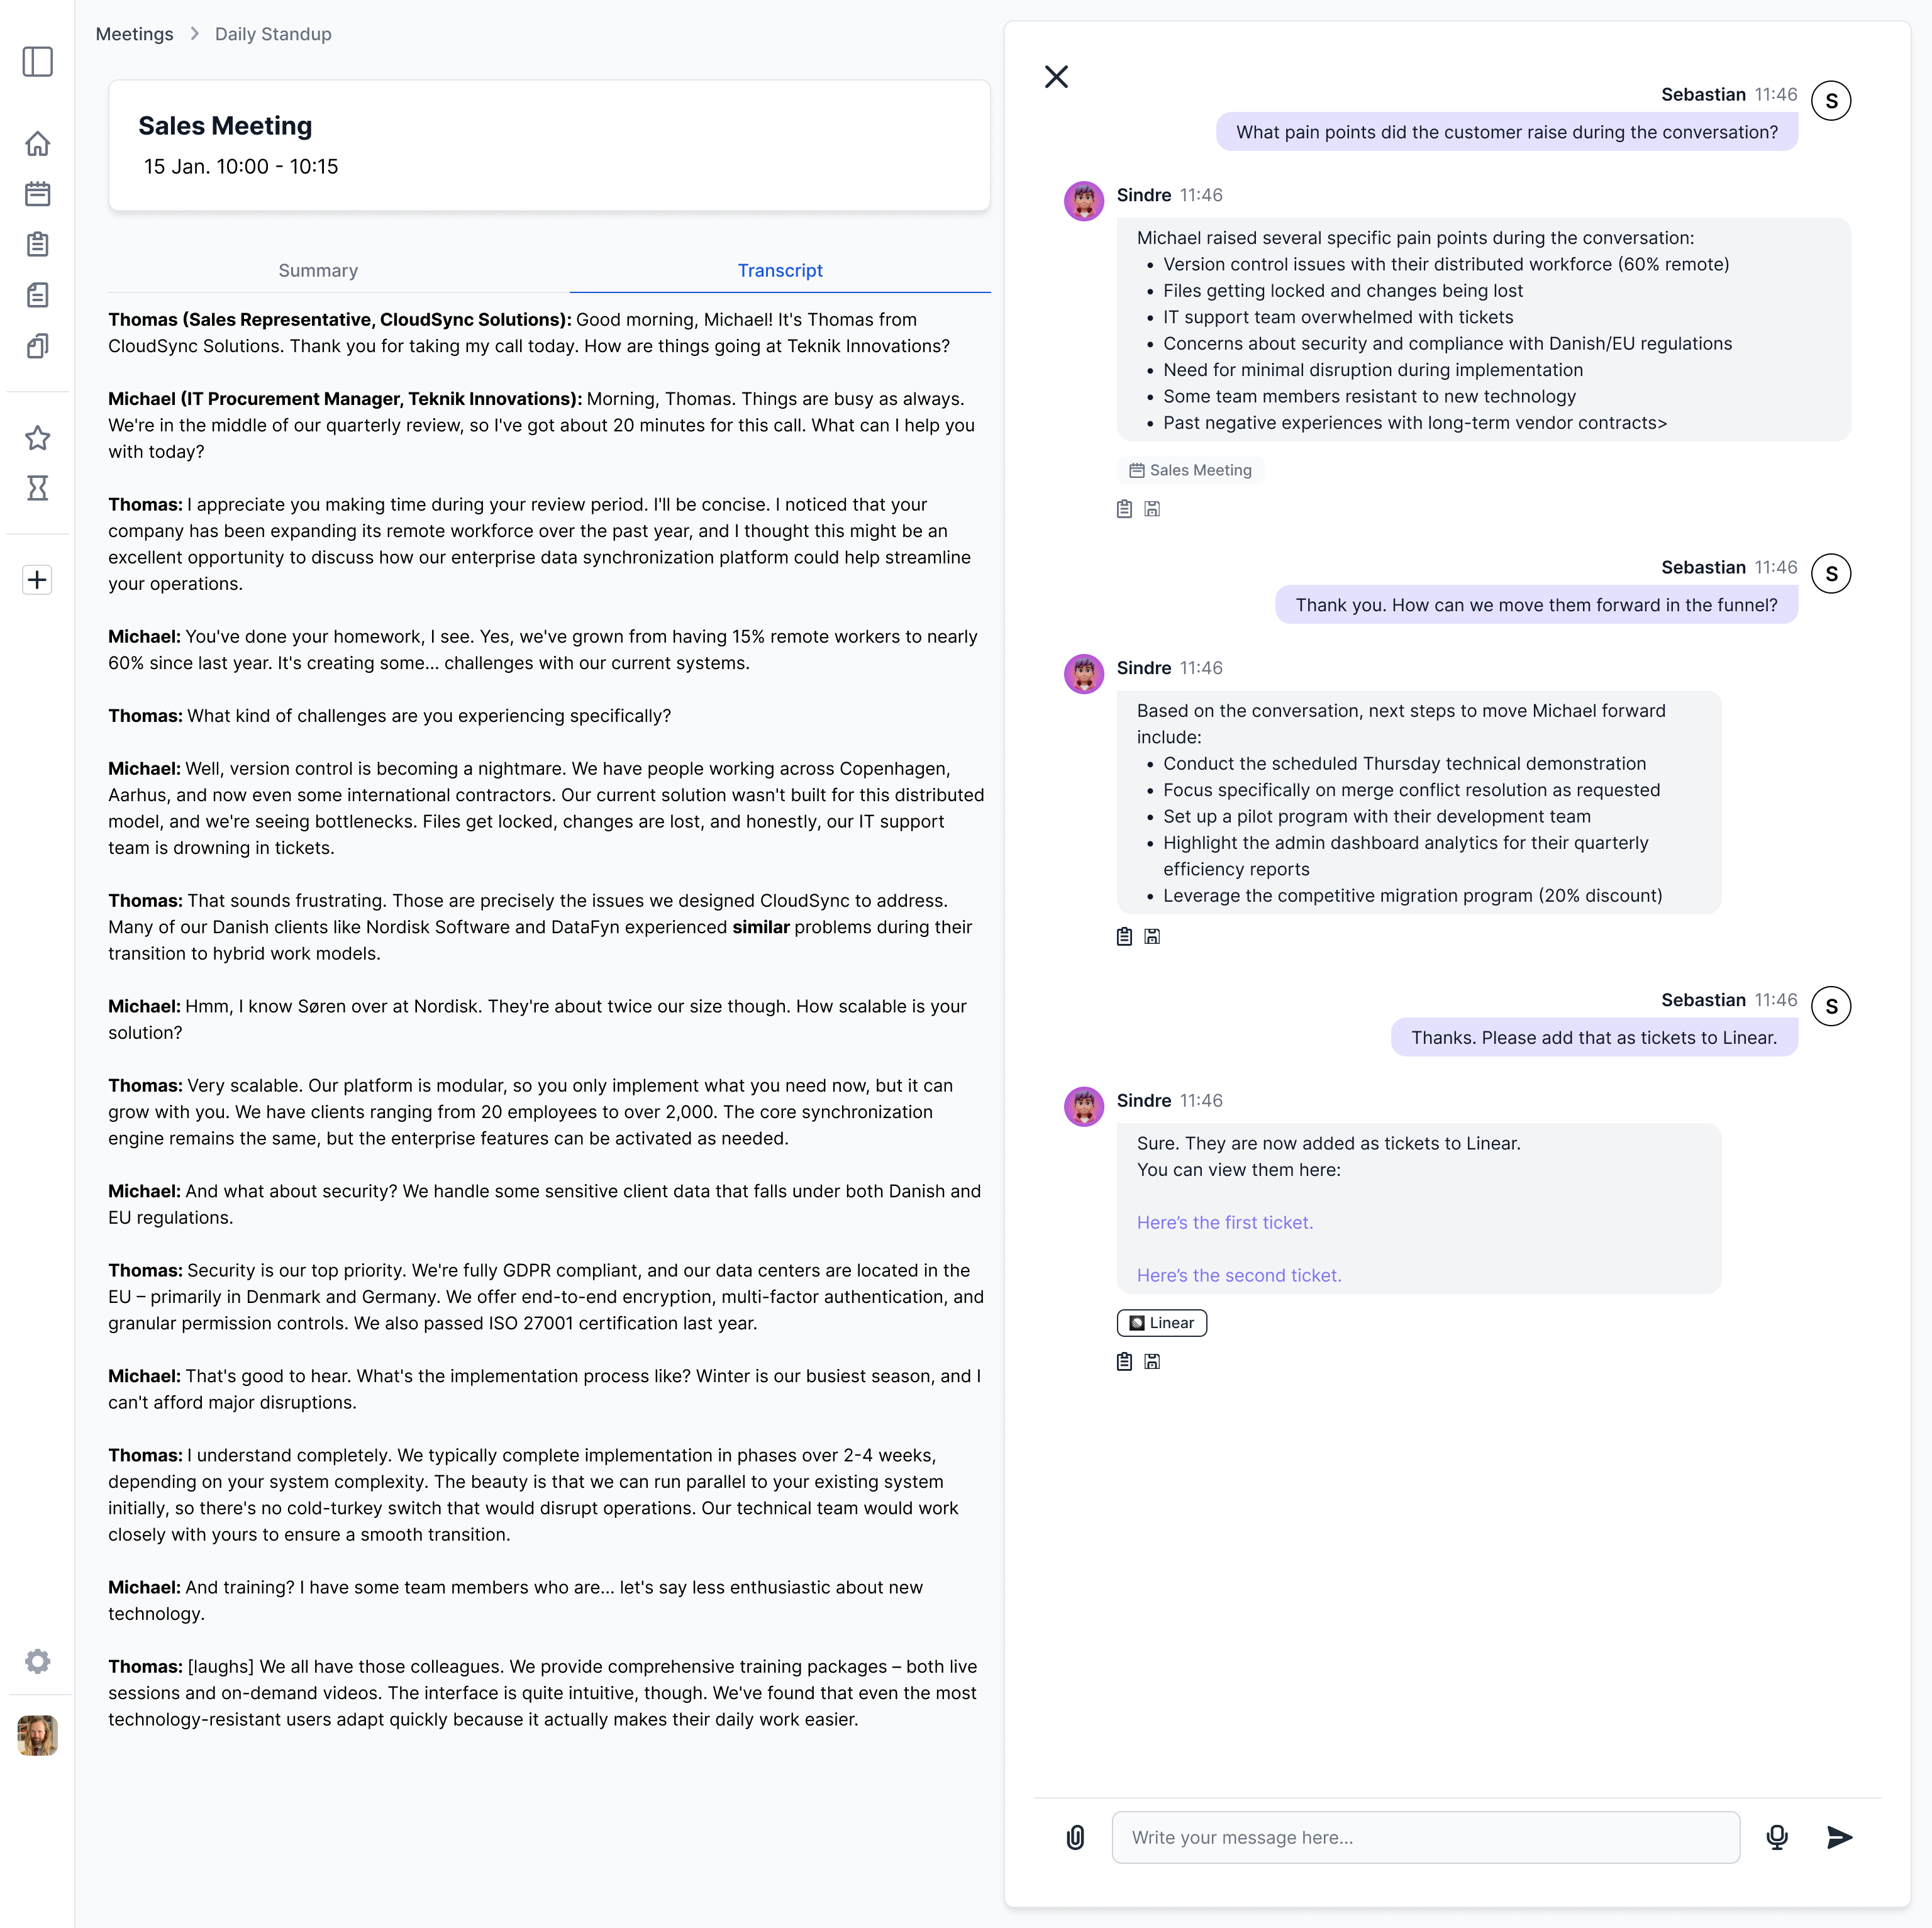 Meetings > Daily Standup
Sales Meeting
15 Jan. 10:00 - 10:15
Summary
Transcript
Thomas (Sales Representative, CloudSync Solutions): Good morning, Michael! It's Thomas from
CloudSync Solutions. Thank you for taking my call today. How are things going at Teknik Innovations?
Michael (IT Procurement Manager, Teknik Innovations): Morning, Thomas. Things are busy as always.
We're in the middle of our quarterly review, so I've got about 20 minutes for this call. What can I help you
with today?
Thomas: I appreciate you making time during your review period. I'll be concise. I noticed that your
company has been expanding its remote workforce over the past year, and I thought this might be an
excellent opportunity to discuss how our enterprise data synchronization platform could help streamline
your operations.
Michael: You've done your homework, I see. Yes, we've grown from having 15% remote workers to nearly
60% since last year. It's creating some... challenges with our current systems.
Thomas: What kind of challenges are you experiencing specifically?
Michael: Well, version control is becoming a nightmare. We have people working across Copenhagen,
Aarhus, and now even some international contractors. Our current solution wasn't built for this distributed
model, and we're seeing bottlenecks. Files get locked, changes are lost, and honestly, our IT support
team is drowning in tickets.
Thomas: That sounds frustrating. Those are precisely the issues we designed CloudSync to address.
Many of our Danish clients like Nordisk Software and DataFyn experienced similar problems during their
transition to hybrid work models.
Michael: Hmm, I know Søren over at Nordisk. They're about twice our size though. How scalable is your
solution?
Thomas: Very scalable. Our platform is modular, so you only implement what you need now, but it can
grow with you. We have clients ranging from 20 employees to over 2,000. The core synchronization
engine remains the same, but the enterprise features can be activated as needed.
Michael: And what about security? We handle some sensitive client data that falls under both Danish and
EU regulations.
Thomas: Security is our top priority. We're fully GDPR compliant, and our data centers are located in the
EU – primarily in Denmark and Germany. We offer end-to-end encryption, multi-factor authentication, and
granular permission controls. We also passed ISO 27001 certification last year.
Michael: That's good to hear. What's the implementation process like? Winter is our busiest season, and I
can't afford major disruptions.
Thomas: I understand completely. We typically complete implementation in phases over 2-4 weeks,
depending on your system complexity. The beauty is that we can run parallel to your existing system
initially, so there's no cold-turkey switch that would disrupt operations. Our technical team would work
closely with yours to ensure a smooth transition.
Michael: And training? I have some team members who are... let's say less enthusiastic about new
technology.
Thomas: [laughs] We all have those colleagues. We provide comprehensive training packages – both live
sessions and on-demand videos. The interface is quite intuitive, though. We've found that even the most
technology-resistant users adapt quickly because it actually makes their daily work easier.
Sebastian 11:46
S
What pain points did the customer raise during the conversation?
Sindre 11:46
Michael raised several specific pain points during the conversation:
• Version control issues with their distributed workforce (60% remote)
• Files getting locked and changes being lost
• IT support team overwhelmed with tickets
• Concerns about security and compliance with Danish/EU regulations
• Need for minimal disruption during implementation
• Some team members resistant to new technology
• Past negative experiences with long-term vendor contracts>
Sales Meeting
Sebastian 11:46
S
Thank you. How can we move them forward in the funnel?
Sindre 11:46
Based on the conversation, next steps to move Michael forward
include:
• Conduct the scheduled Thursday technical demonstration
• Focus specifically on merge conflict resolution as requested
• Set up a pilot program with their development team
• Highlight the admin dashboard analytics for their quarterly
efficiency reports
• Leverage the competitive migration program (20% discount)
Sebastian 11:46
S
Thanks. Please add that as tickets to Linear.
Sindre 11:46
Sure. They are now added as tickets to Linear.
You can view them here:
Here's the first ticket.
Here's the second ticket.
Linear
Write your message here...